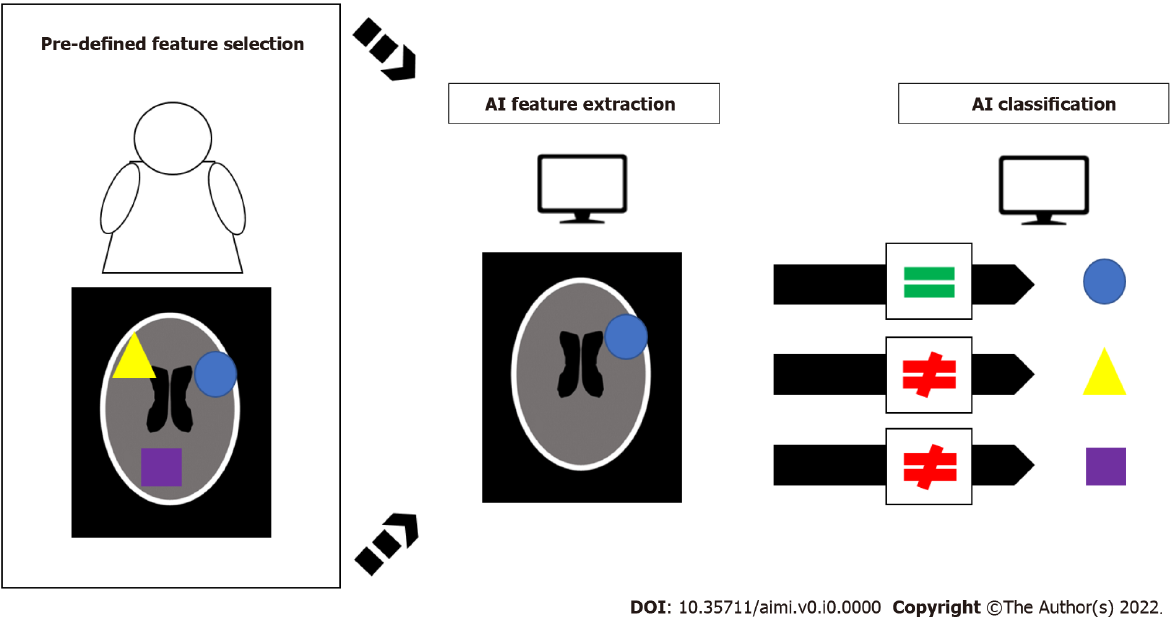 Pre-defined feature selection
AI feature extraction
AI classification
DOI: 10.35711/aimi.v0.i0.0000 Copyright ©The Author(s) 2022.